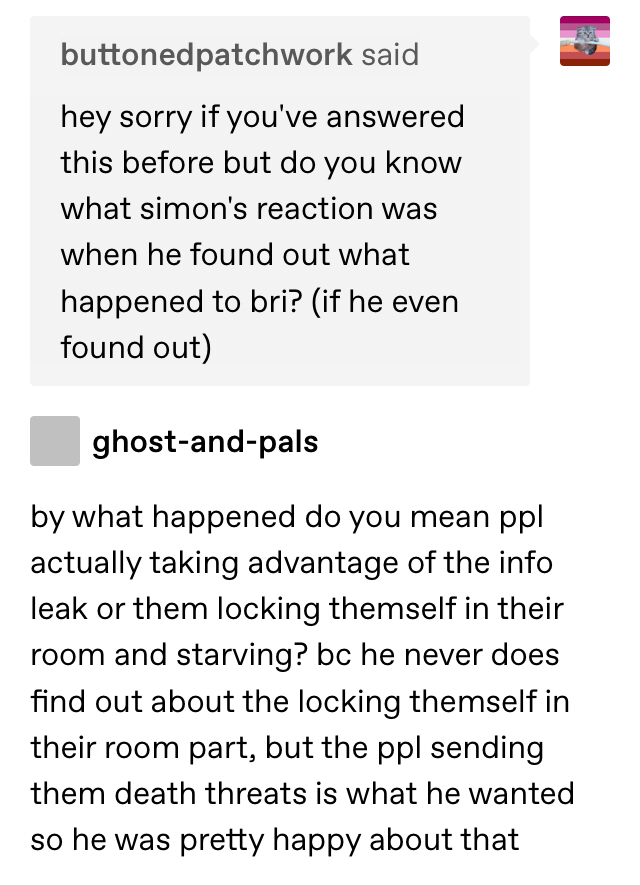 buttonedpatchwork said
hey sorry if you've answered
this before but do you know
what simon's reaction was
when he found out what
happened to bri? (if he even
found out)
ghost-and-pals
by what happened do you mean ppl
actually taking advantage of the info
leak or them locking themself in their
room and starving? bc he never does
find out about the locking themself in
their room part, but the ppl sending
them death threats is what he wanted
so he was pretty happy about that